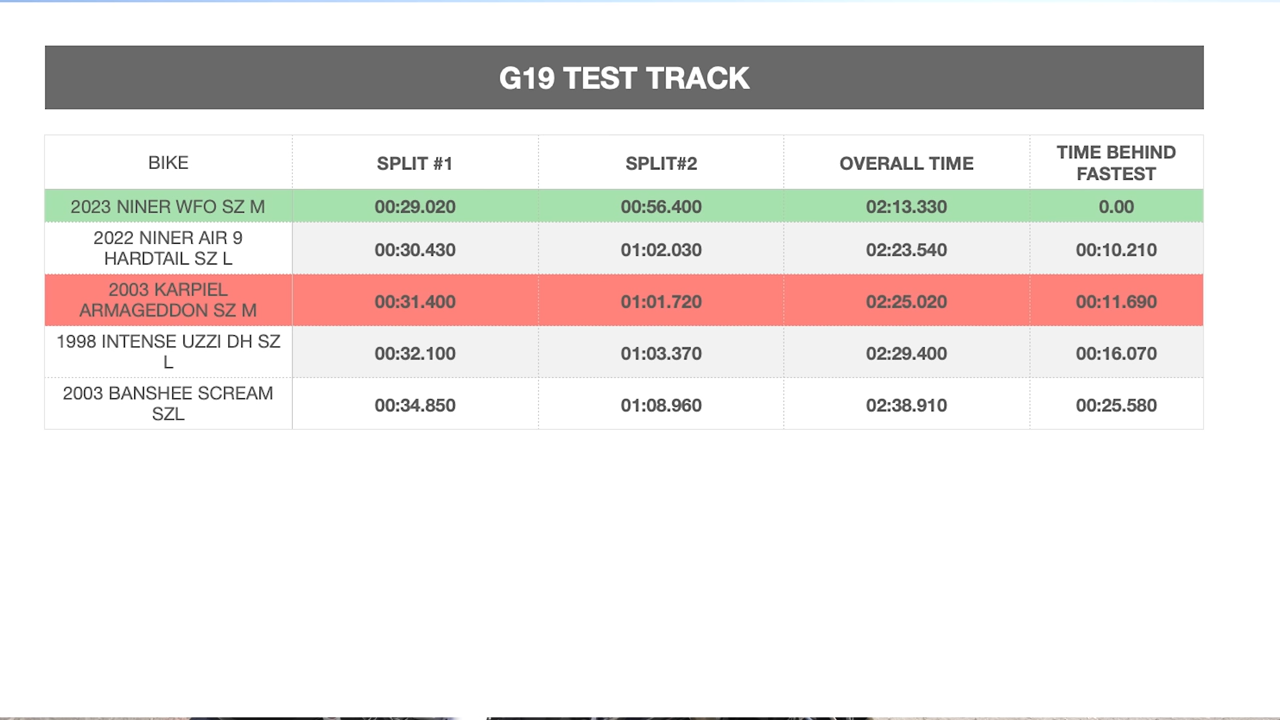 G19 TEST TRACK
BIKE SPLIT #1 SPLIT#2 OVERALL TIME TIME BEHIND
FASTEST
2023 NINER WFO SZ M 00:29.020 00:56.400 02:13.330 0.00
2022 NINER AIR 9
HARDTAIL SZ L 00:30.430 01:02.030 02:23.540 00:10.210
2003 KARPIEL
ARMAGEDDON SZ M 00:31.400 01:01.720 02:25.020 00:11.690
1998 INTENSE UZZI DH SZ
L 00:32.100 01:03.370 02:29.400 00:16.070
2003 BANSHEE SCREAM
SZL 00:34.850 01:08.960 02:38.910 00:25.580